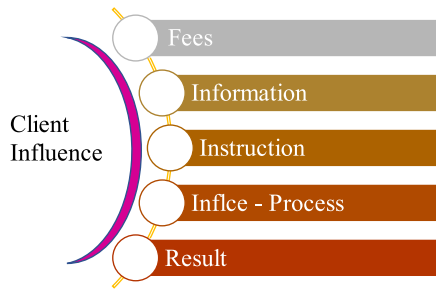 Fees
Information
Client
Influence
Instruction
Inflce - Process
Result